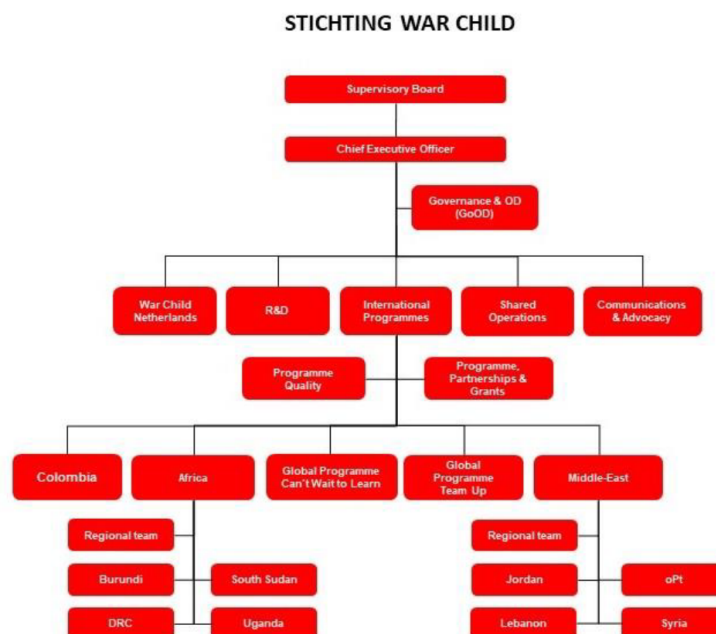 STICHTING WAR CHILD
Supervisory Board
Chief Executive Officer
Governance & OD
(GoOD)
War Child
Netherlands
R&D
International
Programmes
Shared
Operations
Communications
& Advocacy
Programme
Quality
Programme,
Partnerships &
Grants
Colombia
Africa
Global Programme
Can't Wait to Learn
Global
Programme
Team Up
Middle-East
Regional team
Regional team
Burundi
South Sudan
Jordan
oPt
DRC
Uganda
Lebanon
Syria